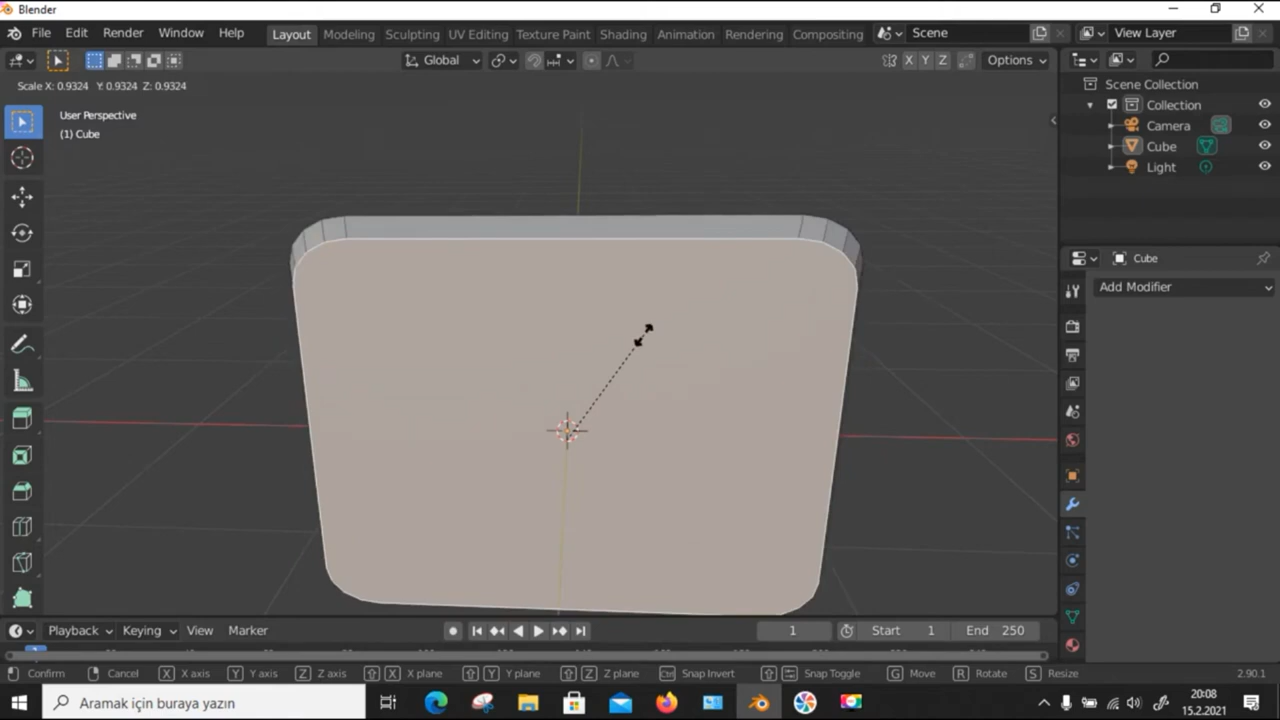 Blender
File Edit Render Window Help Layout Modeling Sculpting UV Editing Texture Paint Shading Animation Rendering Compositing Scene View Layer
Global X Y Z Options
Scale X: 0.9324 Y: 0.9324 Z: 0.9324
User Perspective
(1) Cube
Scene Collection
Collection
Camera
Cube
Light
Cube
Add Modifier
Playback Keying View Marker 1 Start 1 End 250
Confirm Cancel X X axis Y Y axis Z Z axis X X plane Y Y plane Z Z plane Ctrl Snap Invert Snap Toggle G Move R Rotate S Resize 2.90.1
Aramak için buraya yazın
20:08
15.2.2021